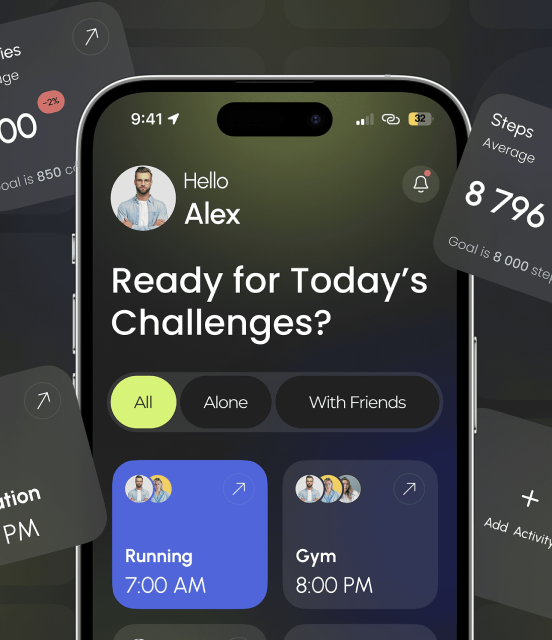 ies
nge
-2%
00
oal is 850 c
9:41
32
Hello
Alex
Steps
Average
8 796
Goal is 8 000 step
Ready for Today's
Challenges?
All
Alone
With Friends
ation
PM
Running
7:00 AM
Gym
8:00 PM
+
Add Activity